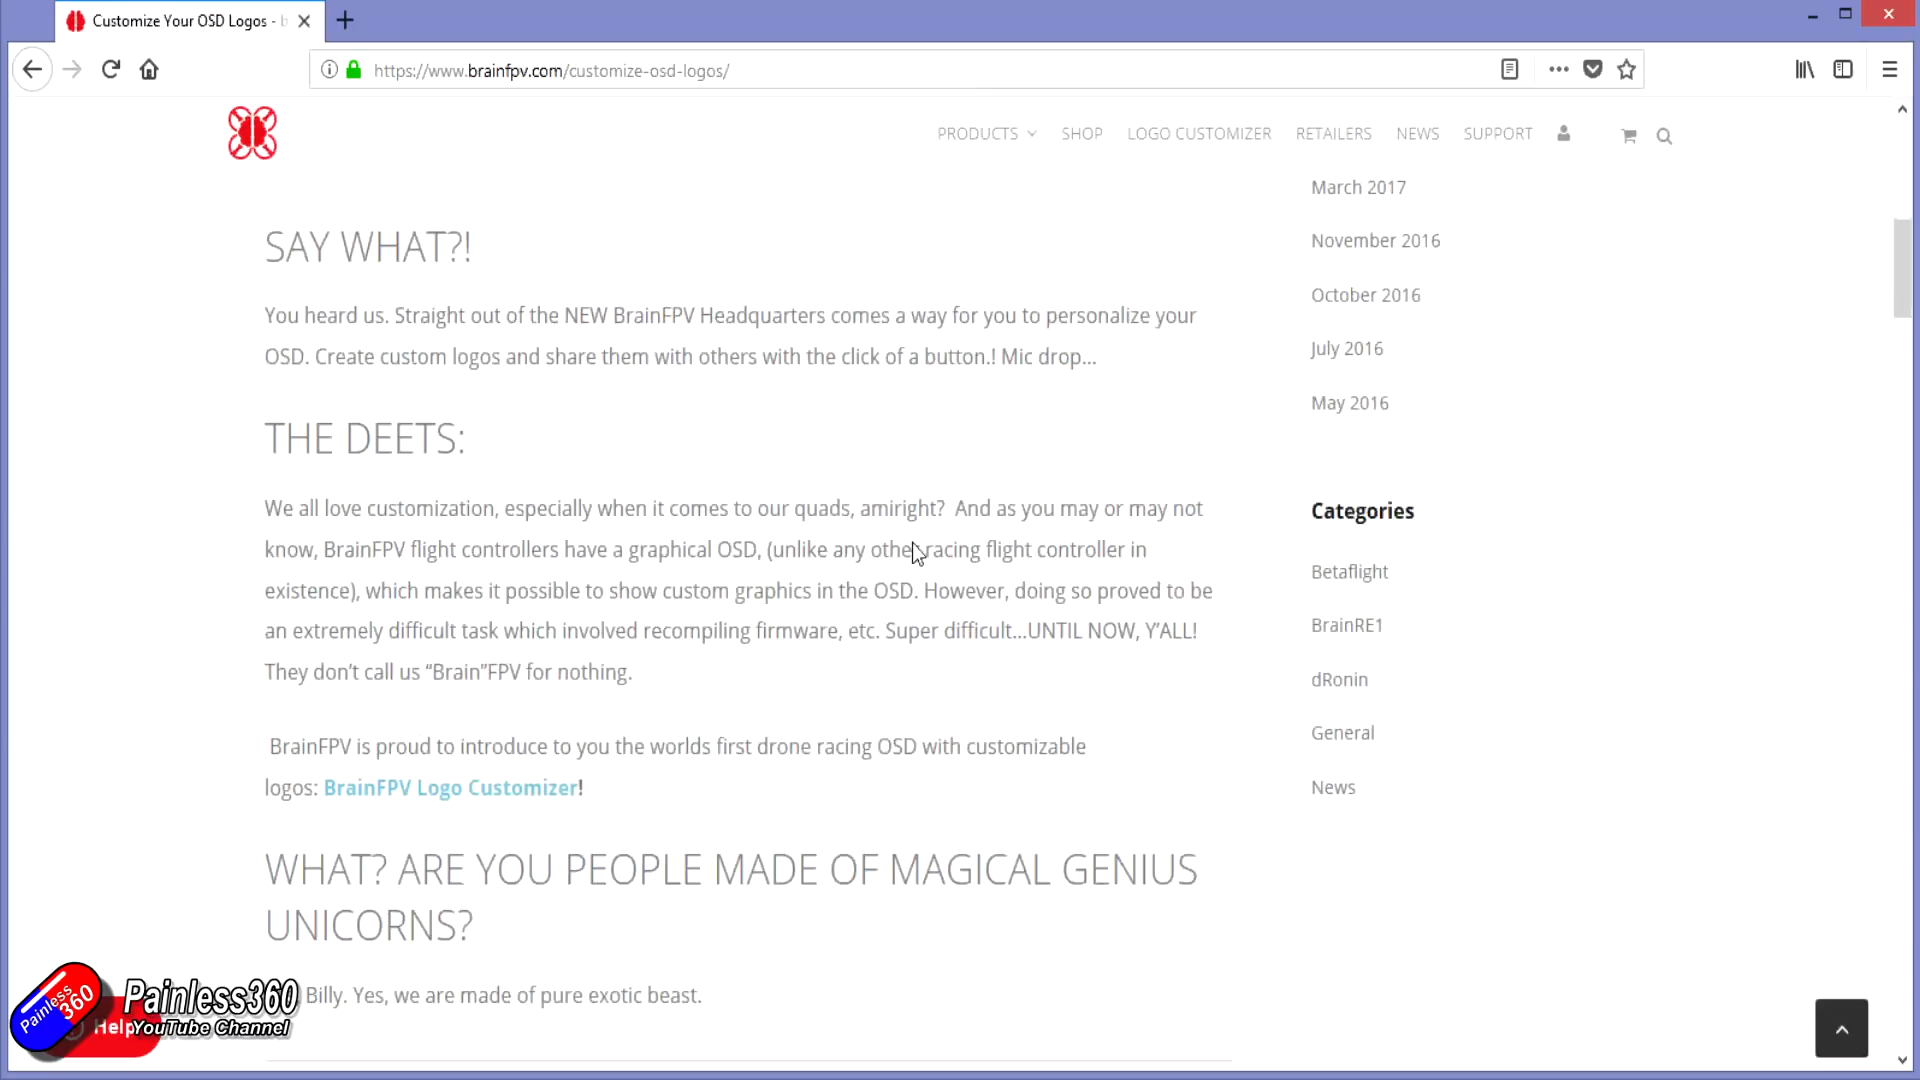 Customize Your OSD Logos - b
https://www.brainfpv.com/customize-osd-logos/
PRODUCTS SHOP LOGO CUSTOMIZER RETAILERS NEWS SUPPORT
SAY WHAT?!
You heard us. Straight out of the NEW BrainFPV Headquarters comes a way for you to personalize your
OSD. Create custom logos and share them with others with the click of a button.! Mic drop...
THE DEETS:
We all love customization, especially when it comes to our quads, amiright?  And as you may or may not
know, BrainFPV flight controllers have a graphical OSD, (unlike any other racing flight controller in
existence), which makes it possible to show custom graphics in the OSD. However, doing so proved to be
an extremely difficult task which involved recompiling firmware, etc. Super difficult...UNTIL NOW, Y'ALL!
They don't call us “Brain”FPV for nothing.
BrainFPV is proud to introduce to you the worlds first drone racing OSD with customizable
logos: BrainFPV Logo Customizer!
WHAT? ARE YOU PEOPLE MADE OF MAGICAL GENIUS
UNICORNS?
Billy. Yes, we are made of pure exotic beast.
March 2017
November 2016
October 2016
July 2016
May 2016
Categories
Betaflight
BrainRE1
dRonin
General
News
Painless
360
Painless360
YouTube Channel
Help